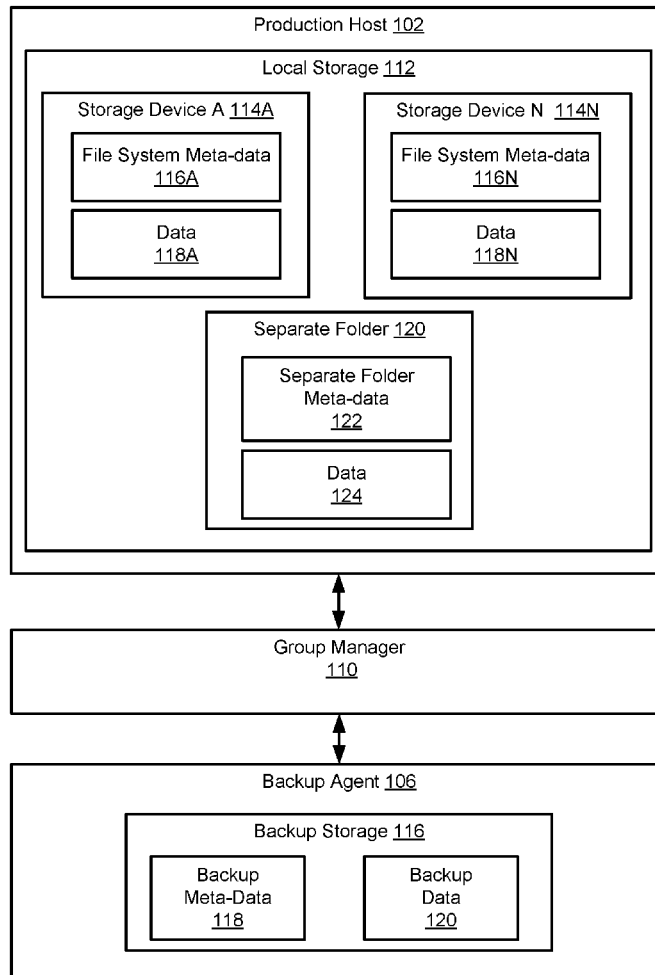 Production Host 102
Local Storage 112
Storage Device A 114A
File System Meta-data
116A
Data
118A
Storage Device N 114N
File System Meta-data
116N
Data
118N
Separate Folder 120
Separate Folder
Meta-data
122
Data
124
Group Manager
110
Backup Agent 106
Backup Storage 116
Backup
Meta-Data
118
Backup
Data
120